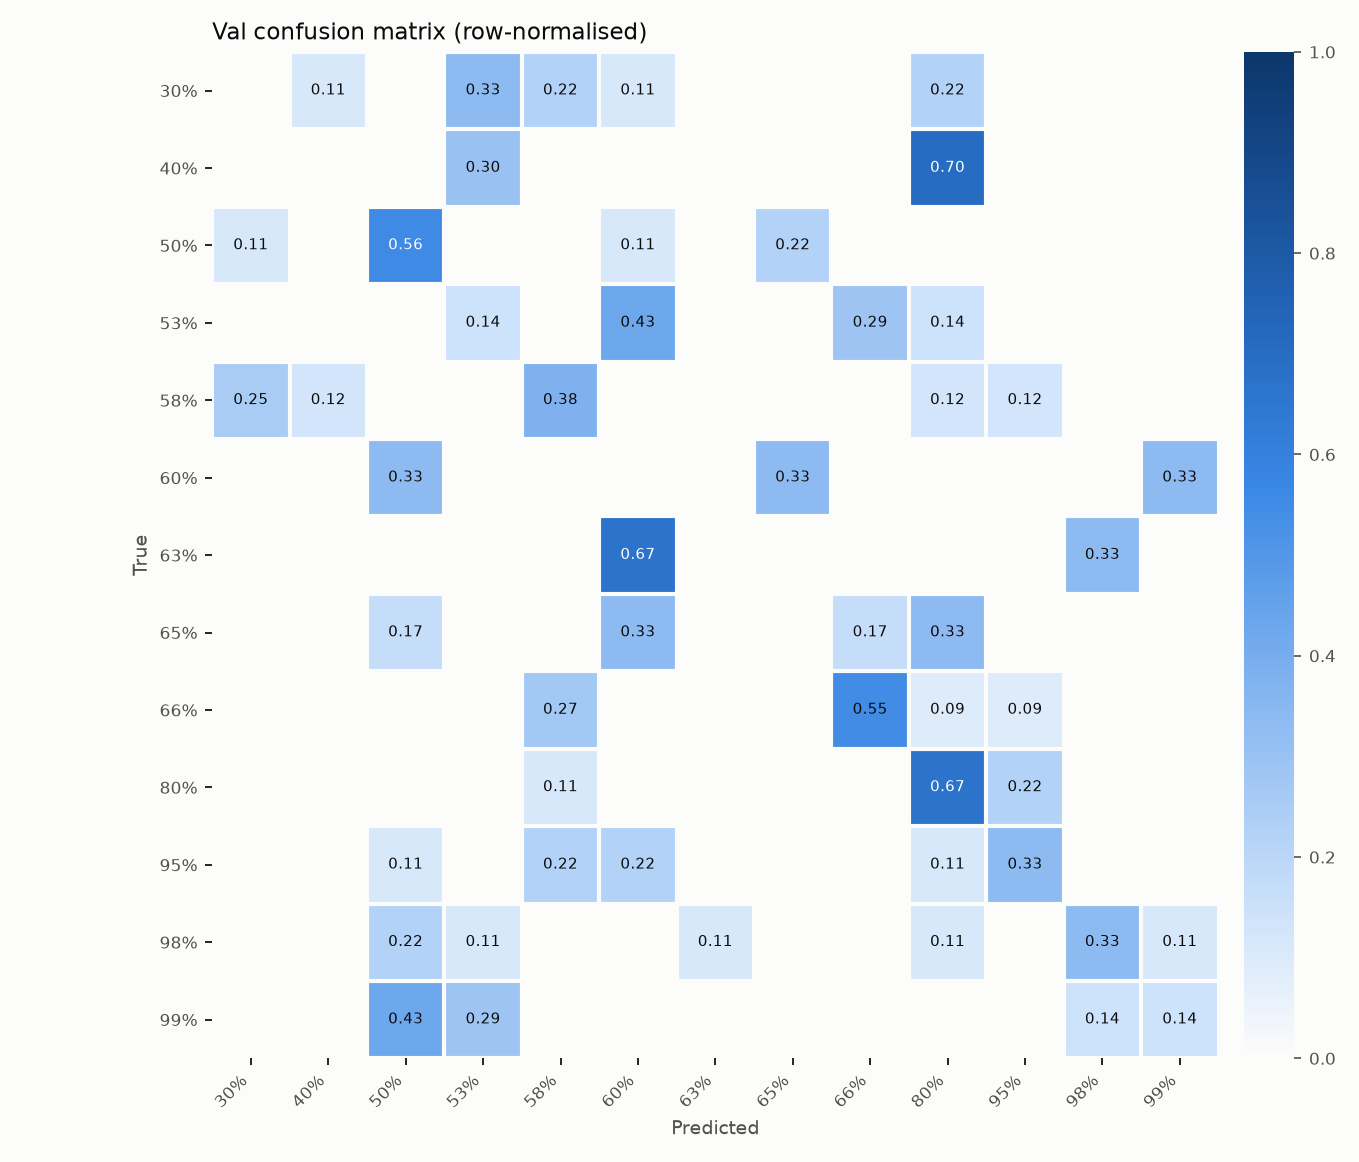 Val confusion matrix (row-normalised)
30% 0.11 0.33 0.22 0.11 0.22
40% 0.30 0.70
50% 0.11 0.56 0.11 0.22
53% 0.14 0.43 0.29 0.14
58% 0.25 0.12 0.38 0.12 0.12
60% 0.33 0.33 0.33
63% 0.67 0.33
65% 0.17 0.33 0.17 0.33
66% 0.27 0.55 0.09 0.09
80% 0.11 0.67 0.22
95% 0.11 0.22 0.22 0.11 0.33
98% 0.22 0.11 0.11 0.11 0.33 0.11
99% 0.43 0.29 0.14 0.14
True
30% 40% 50% 53% 58% 60% 63% 65% 66% 80% 95% 98% 99%
Predicted
1.0
0.8
0.6
0.4
0.2
0.0